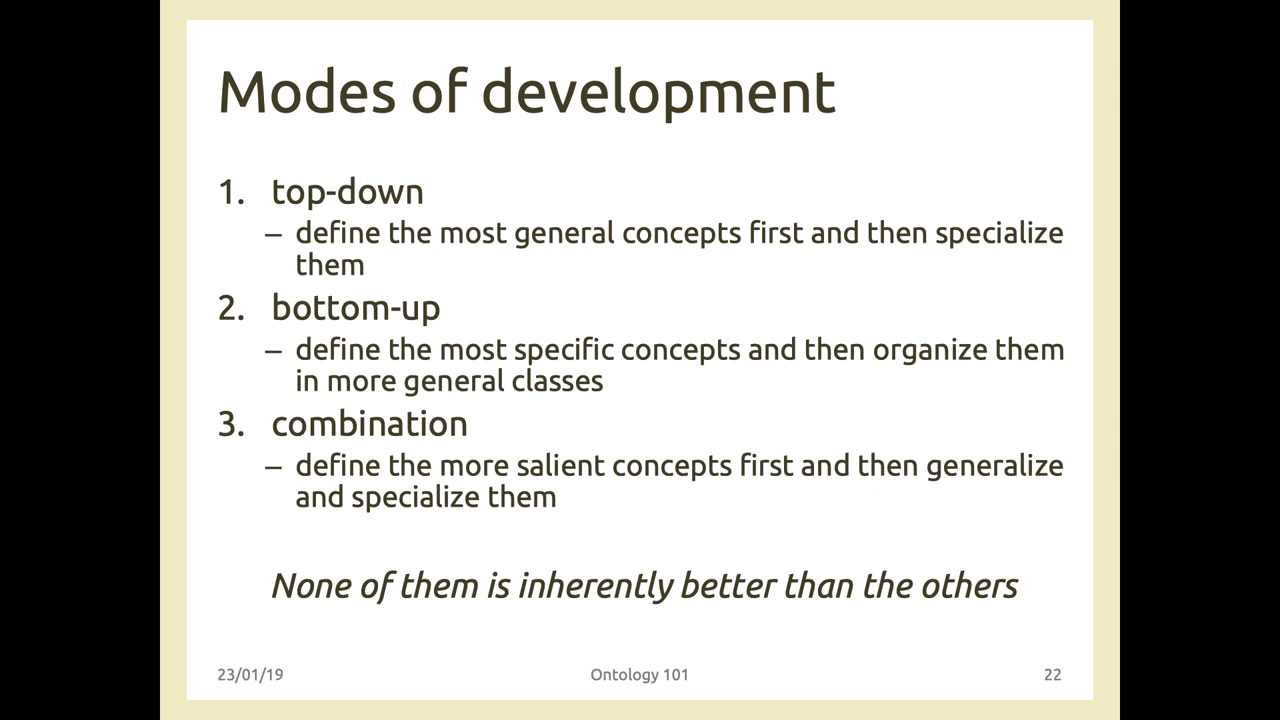 Modes of development
1. top-down
– define the most general concepts first and then specialize
them
2. bottom-up
– define the most specific concepts and then organize them
in more general classes
3. combination
– define the more salient concepts first and then generalize
and specialize them
None of them is inherently better than the others
23/01/19 Ontology 101 22